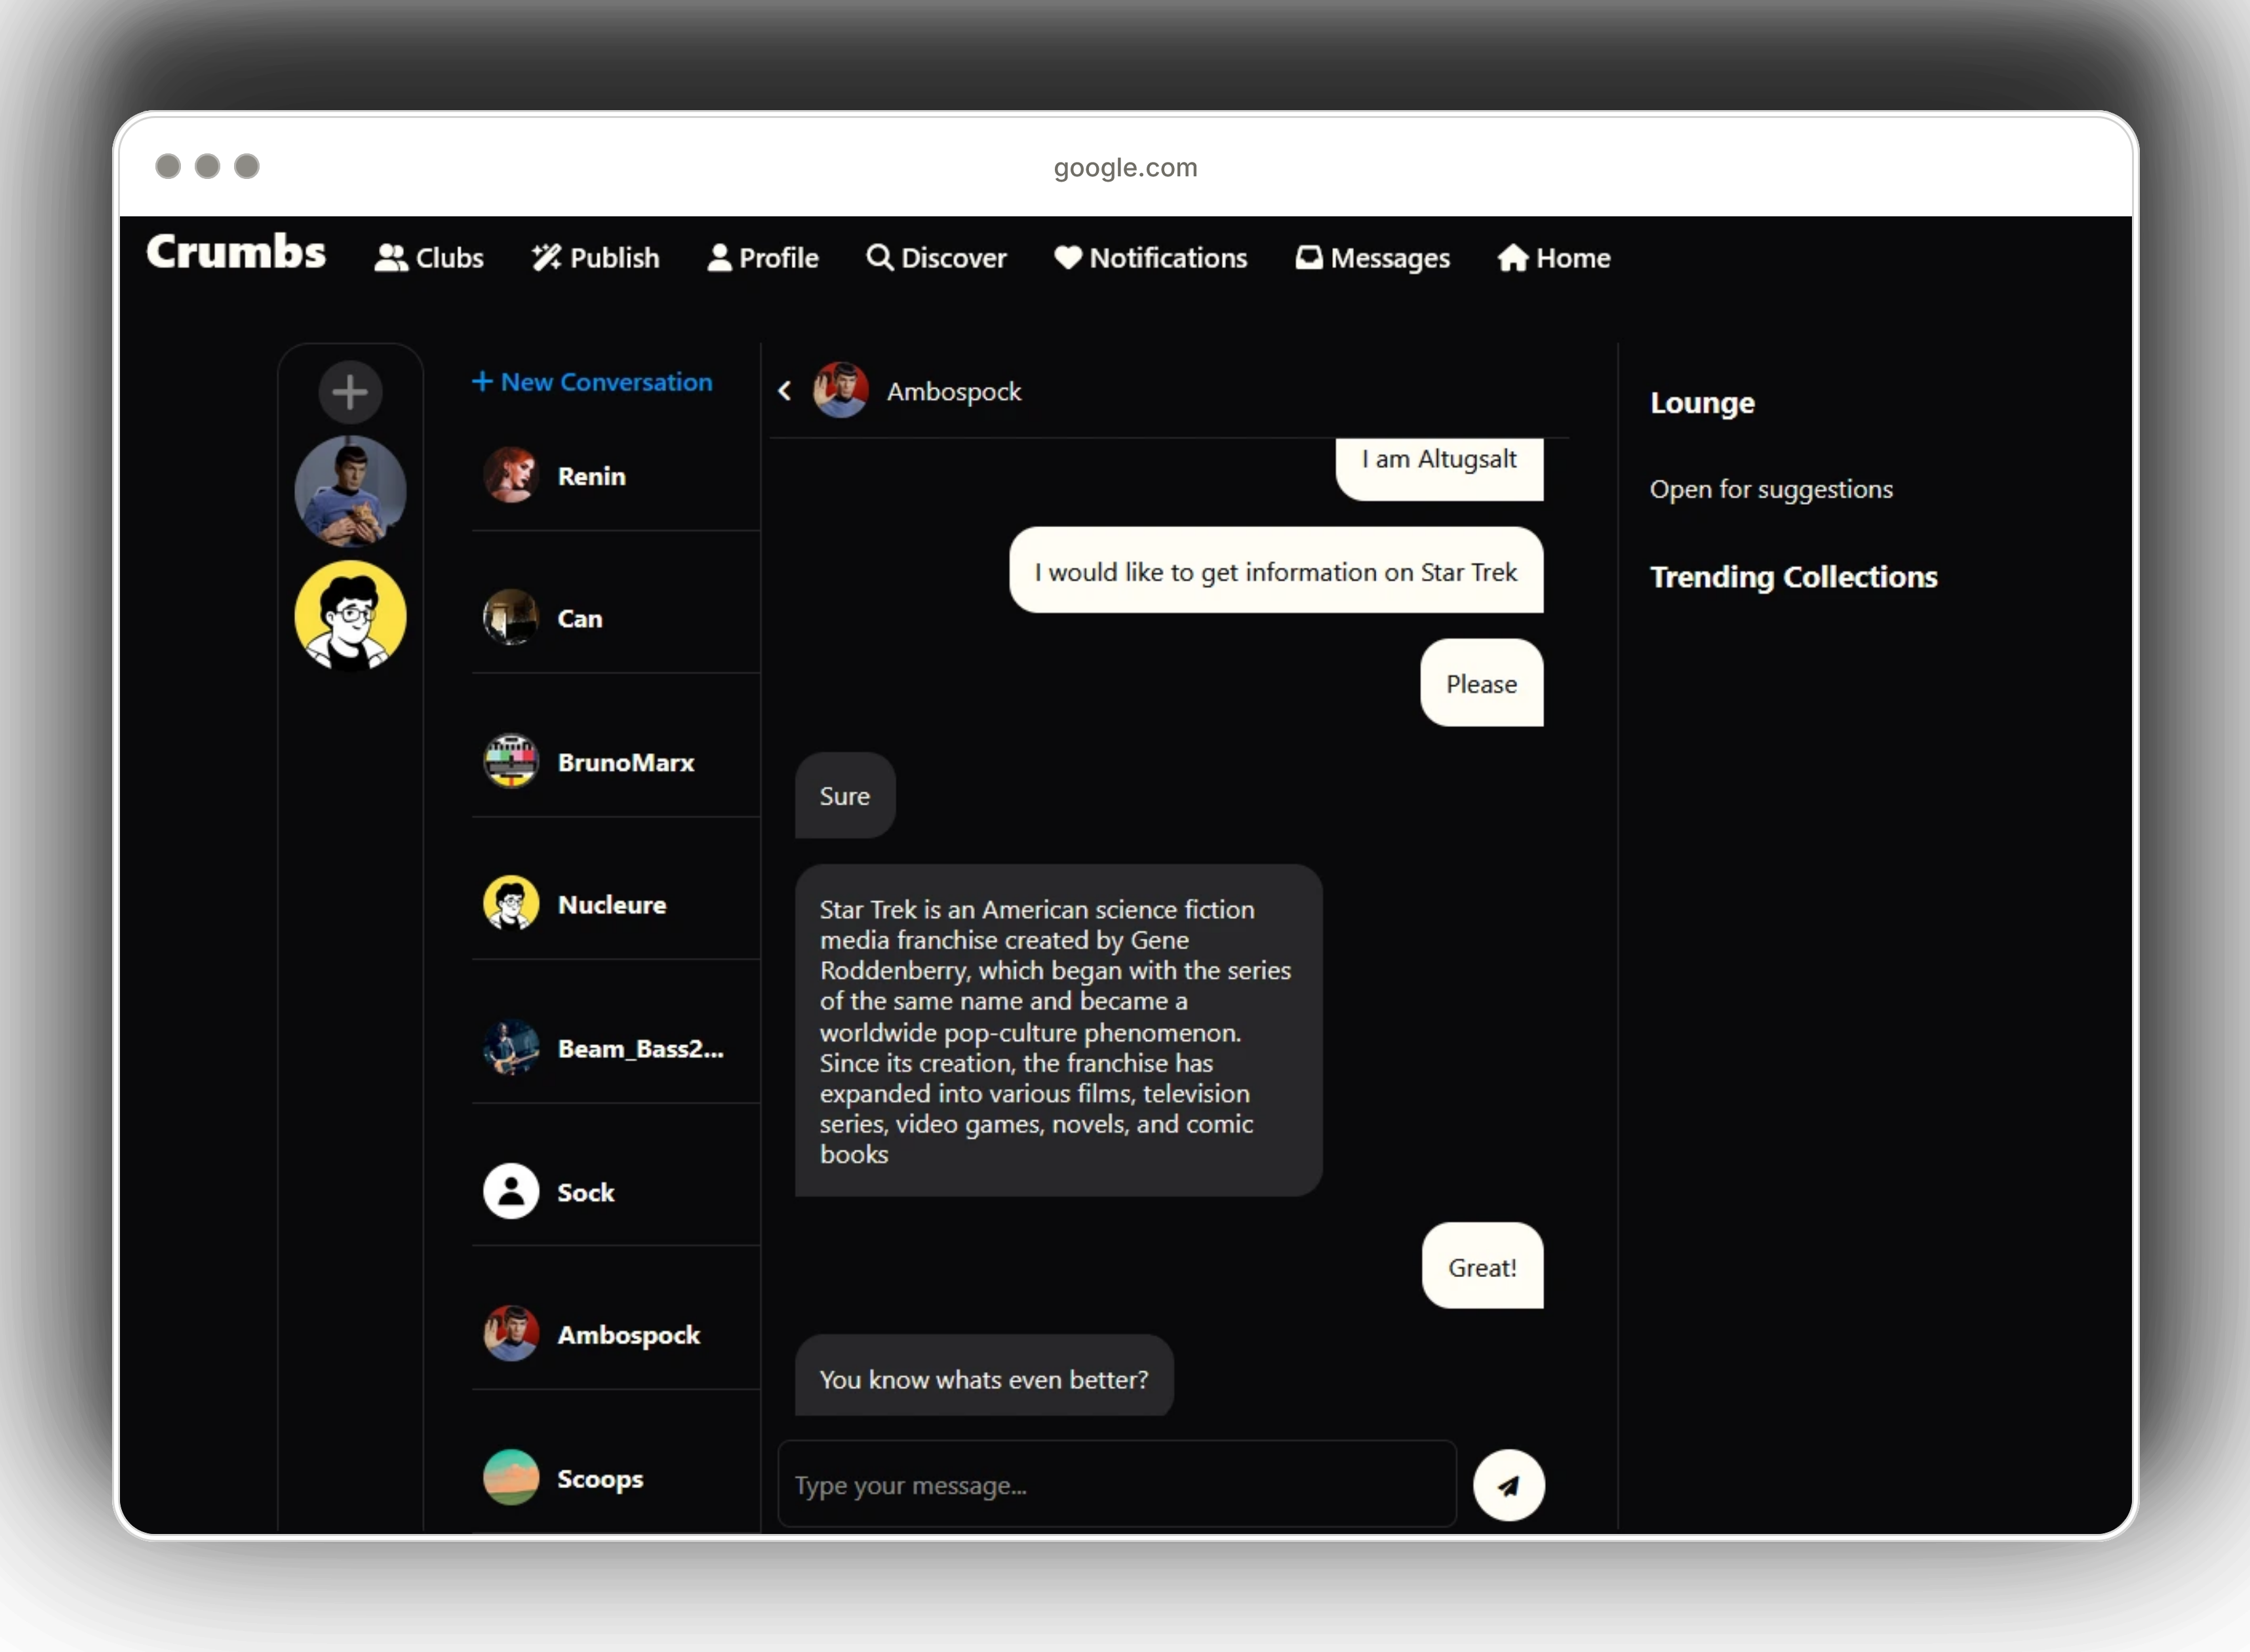 google.com
Crumbs
Clubs
Publish
Profile
Discover
Notifications
Messages
Home
+ New Conversation
Renin
Can
BrunoMarx
Nucleure
Beam_Bass2...
Sock
Ambospock
Scoops
Ambospock
I am Altugsalt
I would like to get information on Star Trek
Please
Sure
Star Trek is an American science fiction
media franchise created by Gene
Roddenberry, which began with the series
of the same name and became a
worldwide pop-culture phenomenon.
Since its creation, the franchise has
expanded into various films, television
series, video games, novels, and comic
books
Great!
You know whats even better?
Type your message...
Lounge
Open for suggestions
Trending Collections